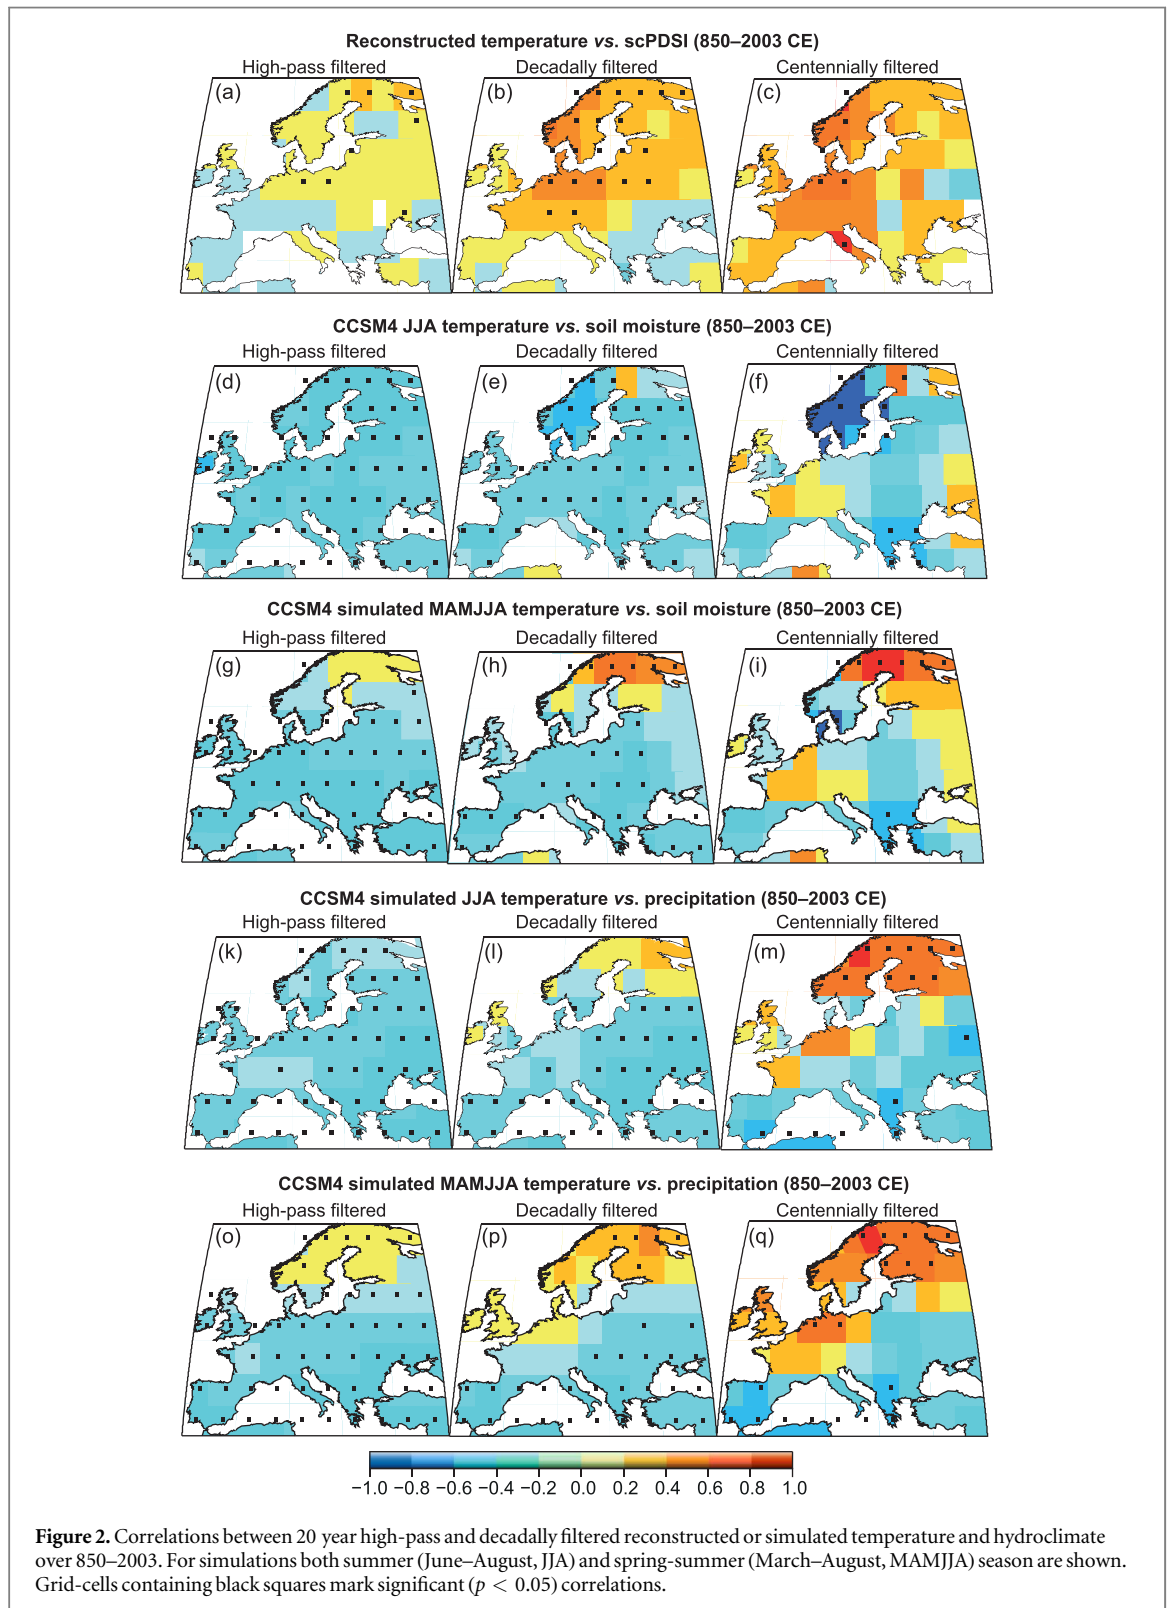 Reconstructed temperature vs. scPDSI (850–2003 CE)
High-pass filtered Decadally filtered Centennially filtered
(a) (b) (c)
CCSM4 JJA temperature vs. soil moisture (850–2003 CE)
High-pass filtered Decadally filtered Centennially filtered
(d) (e) (f)
CCSM4 simulated MAMJJA temperature vs. soil moisture (850–2003 CE)
High-pass filtered Decadally filtered Centennially filtered
(g) (h) (i)
CCSM4 simulated JJA temperature vs. precipitation (850–2003 CE)
High-pass filtered Decadally filtered Centennially filtered
(k) (l) (m)
CCSM4 simulated MAMJJA temperature vs. precipitation (850–2003 CE)
High-pass filtered Decadally filtered Centennially filtered
(o) (p) (q)
−1.0 −0.8 −0.6 −0.4 −0.2 0.0 0.2 0.4 0.6 0.8 1.0
Figure 2. Correlations between 20 year high-pass and decadally filtered reconstructed or simulated temperature and hydroclimate
over 850–2003. For simulations both summer (June–August, JJA) and spring-summer (March–August, MAMJJA) season are shown.
Grid-cells containing black squares mark significant (p < 0.05) correlations.